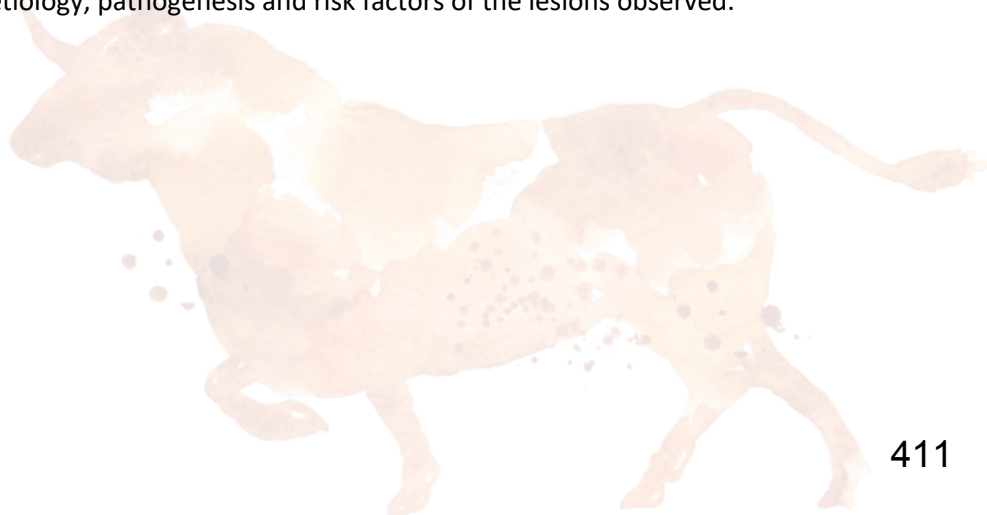 etiology, pathogenesis and risk factors of the lesions observed.
411